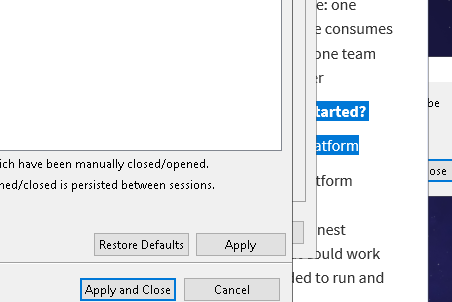 e: one
e consumes
one team
er
tarted?
be
atform
ose
ich have been manually closed/opened.
ned/closed is persisted between sessions.
tform
nest
Restore Defaults
Apply
ould work
led to run and
Apply and Close
Cancel